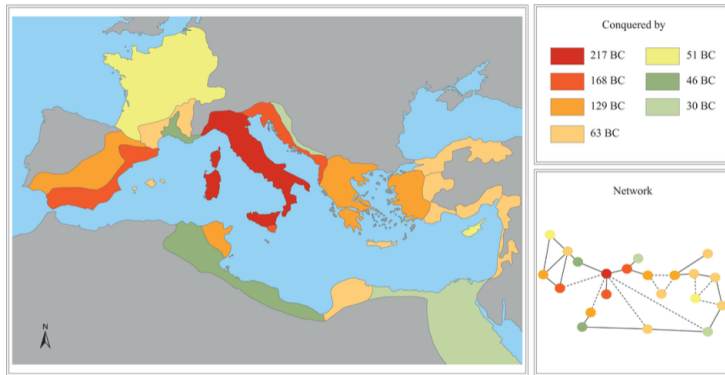 Conquered by
217 BC
51 BC
168 BC
46 BC
129 BC
30 BC
63 BC
Network
N